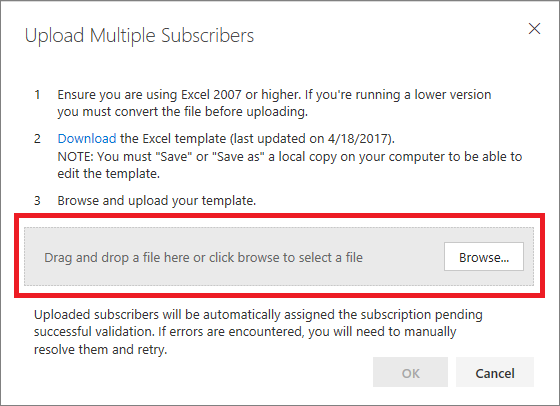 Upload Multiple Subscribers
1 Ensure you are using Excel 2007 or higher. If you're running a lower version
you must convert the file before uploading.
2 Download the Excel template (last updated on 4/18/2017).
NOTE: You must "Save" or "Save as" a local copy on your computer to be able to
edit the template.
3 Browse and upload your template.
Drag and drop a file here or click browse to select a file Browse...
Uploaded subscribers will be automatically assigned the subscription pending
successful validation. If errors are encountered, you will need to manually
resolve them and retry.
OK Cancel